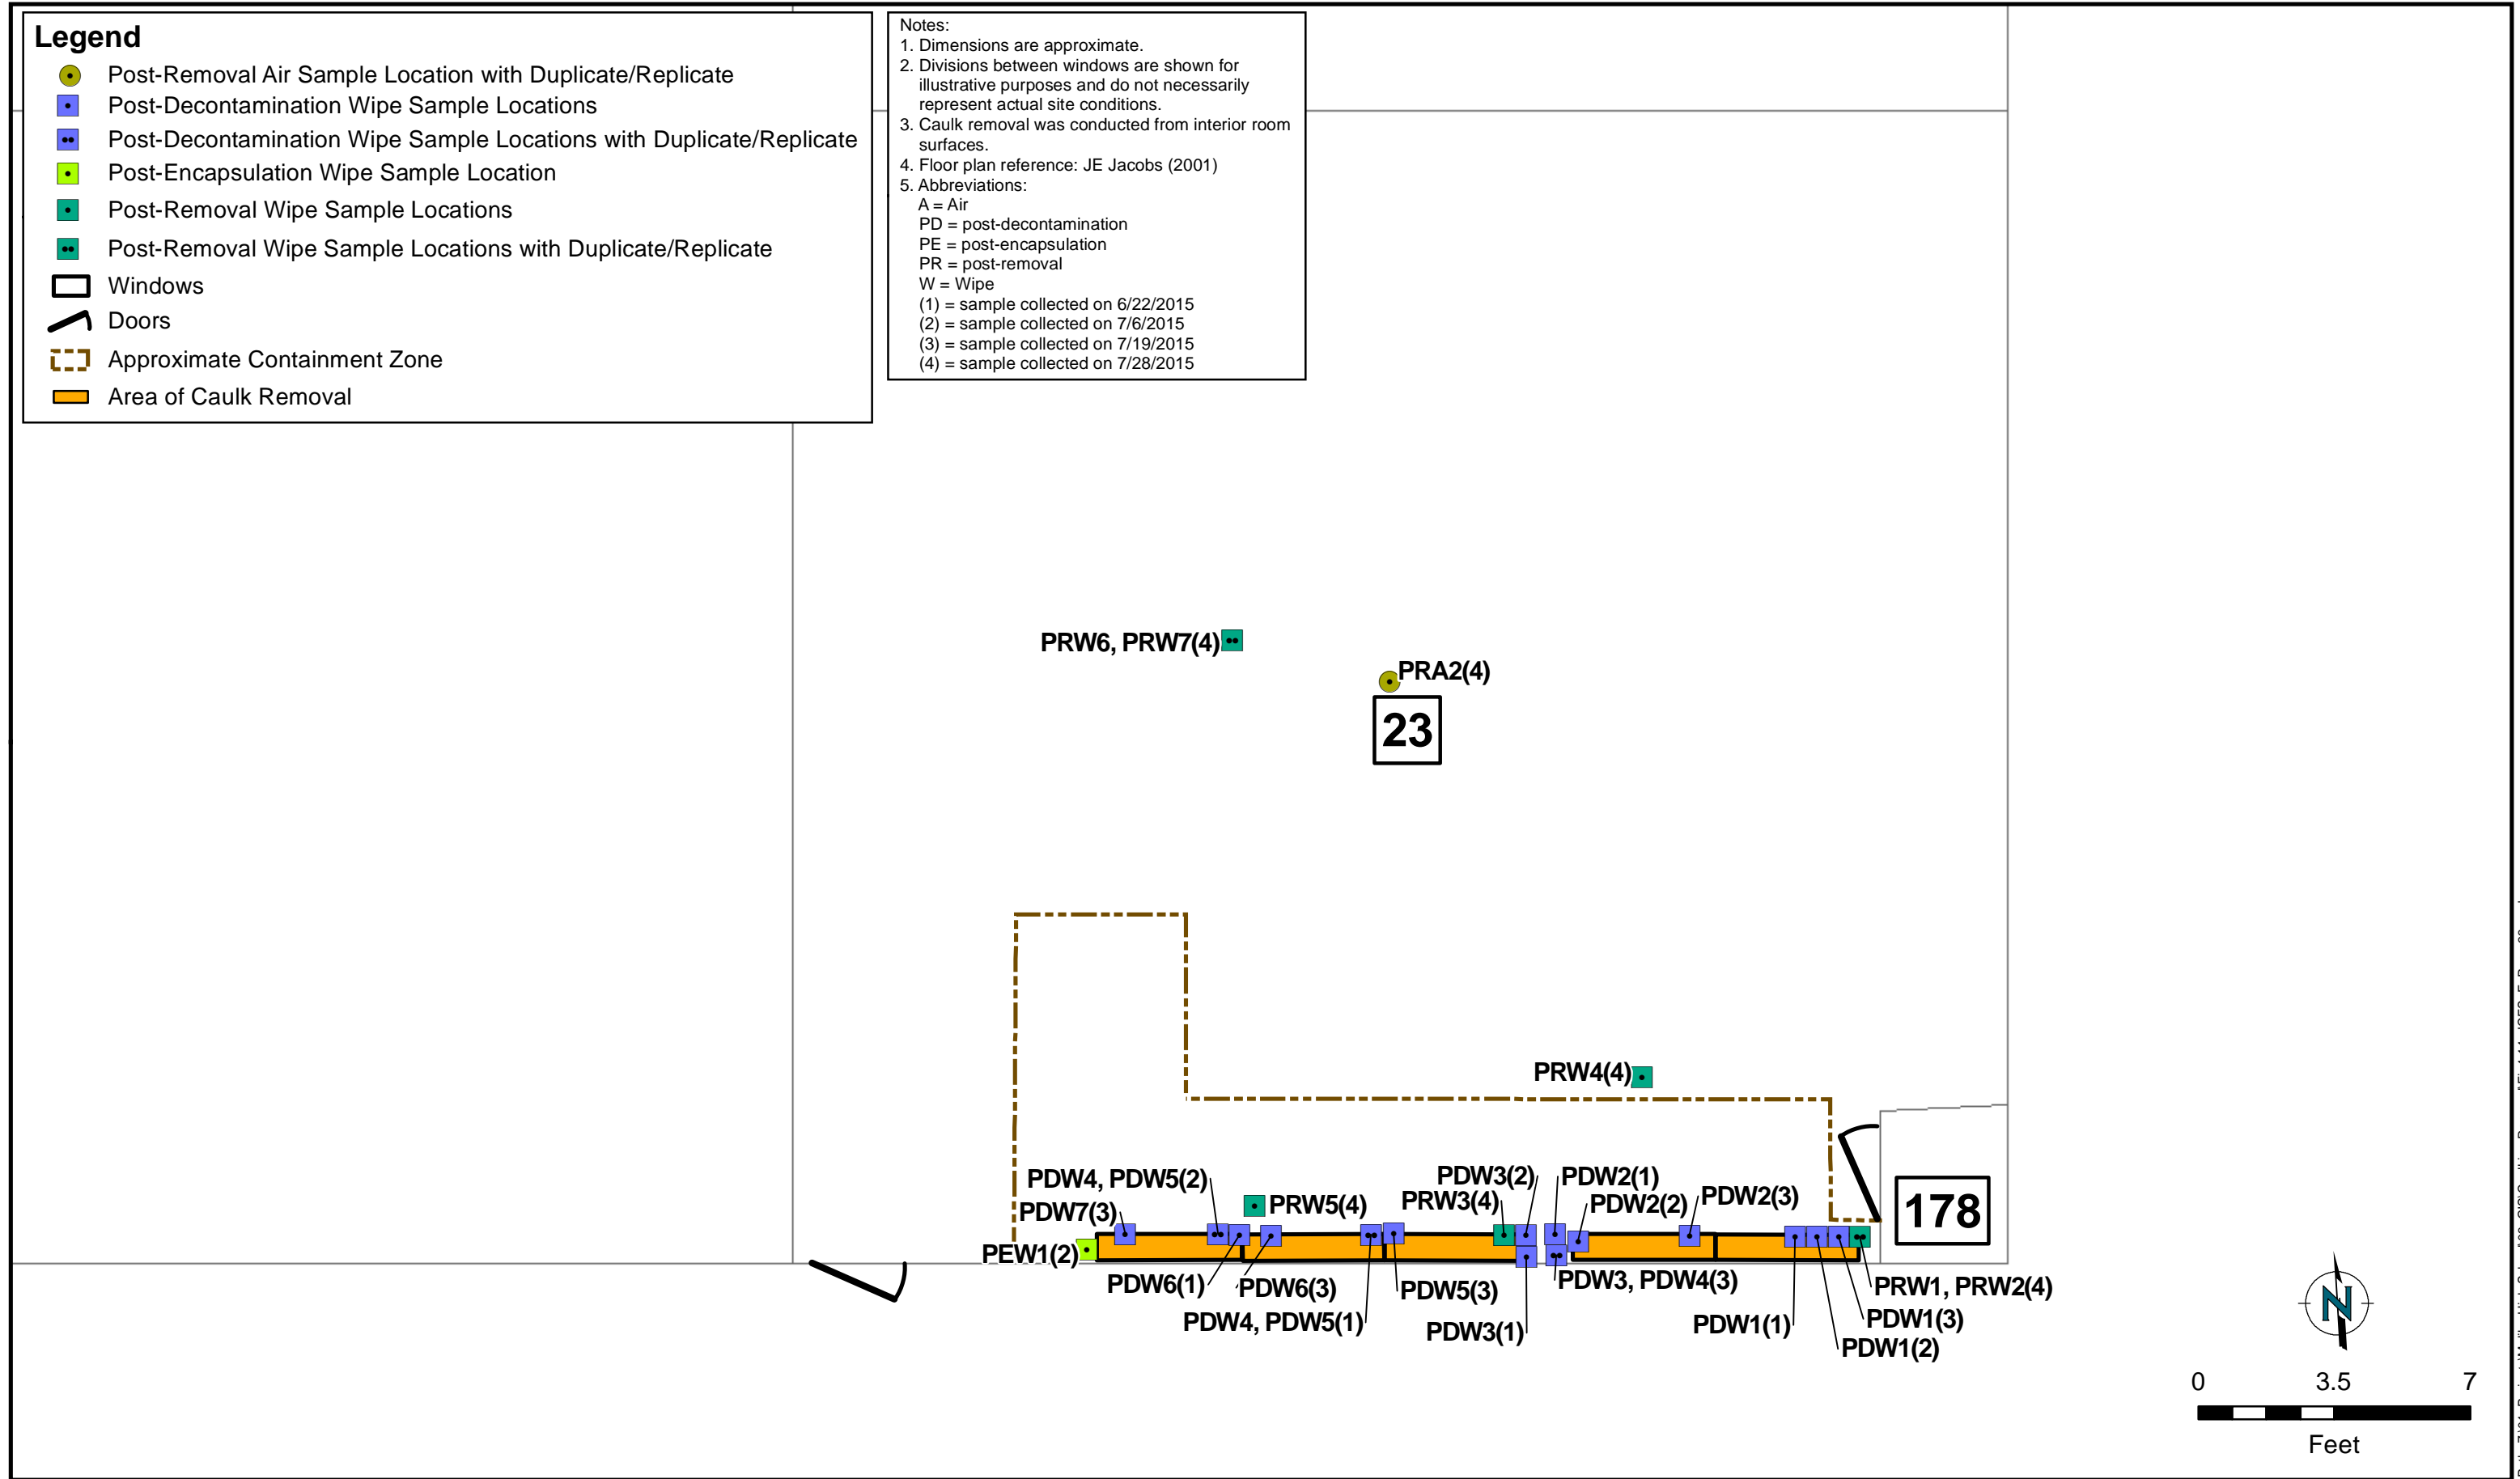 Legend
Post-Removal Air Sample Location with Duplicate/Replicate
Post-Decontamination Wipe Sample Locations
Post-Decontamination Wipe Sample Locations with Duplicate/Replicate
Post-Encapsulation Wipe Sample Location
Post-Removal Wipe Sample Locations
Post-Removal Wipe Sample Locations with Duplicate/Replicate
Windows
Doors
Approximate Containment Zone
Area of Caulk Removal
Notes:
1. Dimensions are approximate.
2. Divisions between windows are shown for
illustrative purposes and do not necessarily
represent actual site conditions.
3. Caulk removal was conducted from interior room
surfaces.
4. Floor plan reference: JE Jacobs (2001)
5. Abbreviations:
A = Air
PD = post-decontamination
PE = post-encapsulation
PR = post-removal
W = Wipe
(1) = sample collected on 6/22/2015
(2) = sample collected on 7/6/2015
(3) = sample collected on 7/19/2015
(4) = sample collected on 7/28/2015
PRW6, PRW7(4)
PRA2(4)
23
PRW4(4)
PDW4, PDW5(2)
PDW3(2)
PDW2(1)
PDW7(3)
PRW5(4)
PRW3(4)
PDW2(2)
PDW2(3)
178
PEW1(2)
PDW6(1)
PDW6(3)
PDW5(3)
PDW3, PDW4(3)
PRW1, PRW2(4)
PDW4, PDW5(1)
PDW3(1)
PDW1(1)
PDW1(3)
PDW1(2)
N
0 3.5 7
Feet